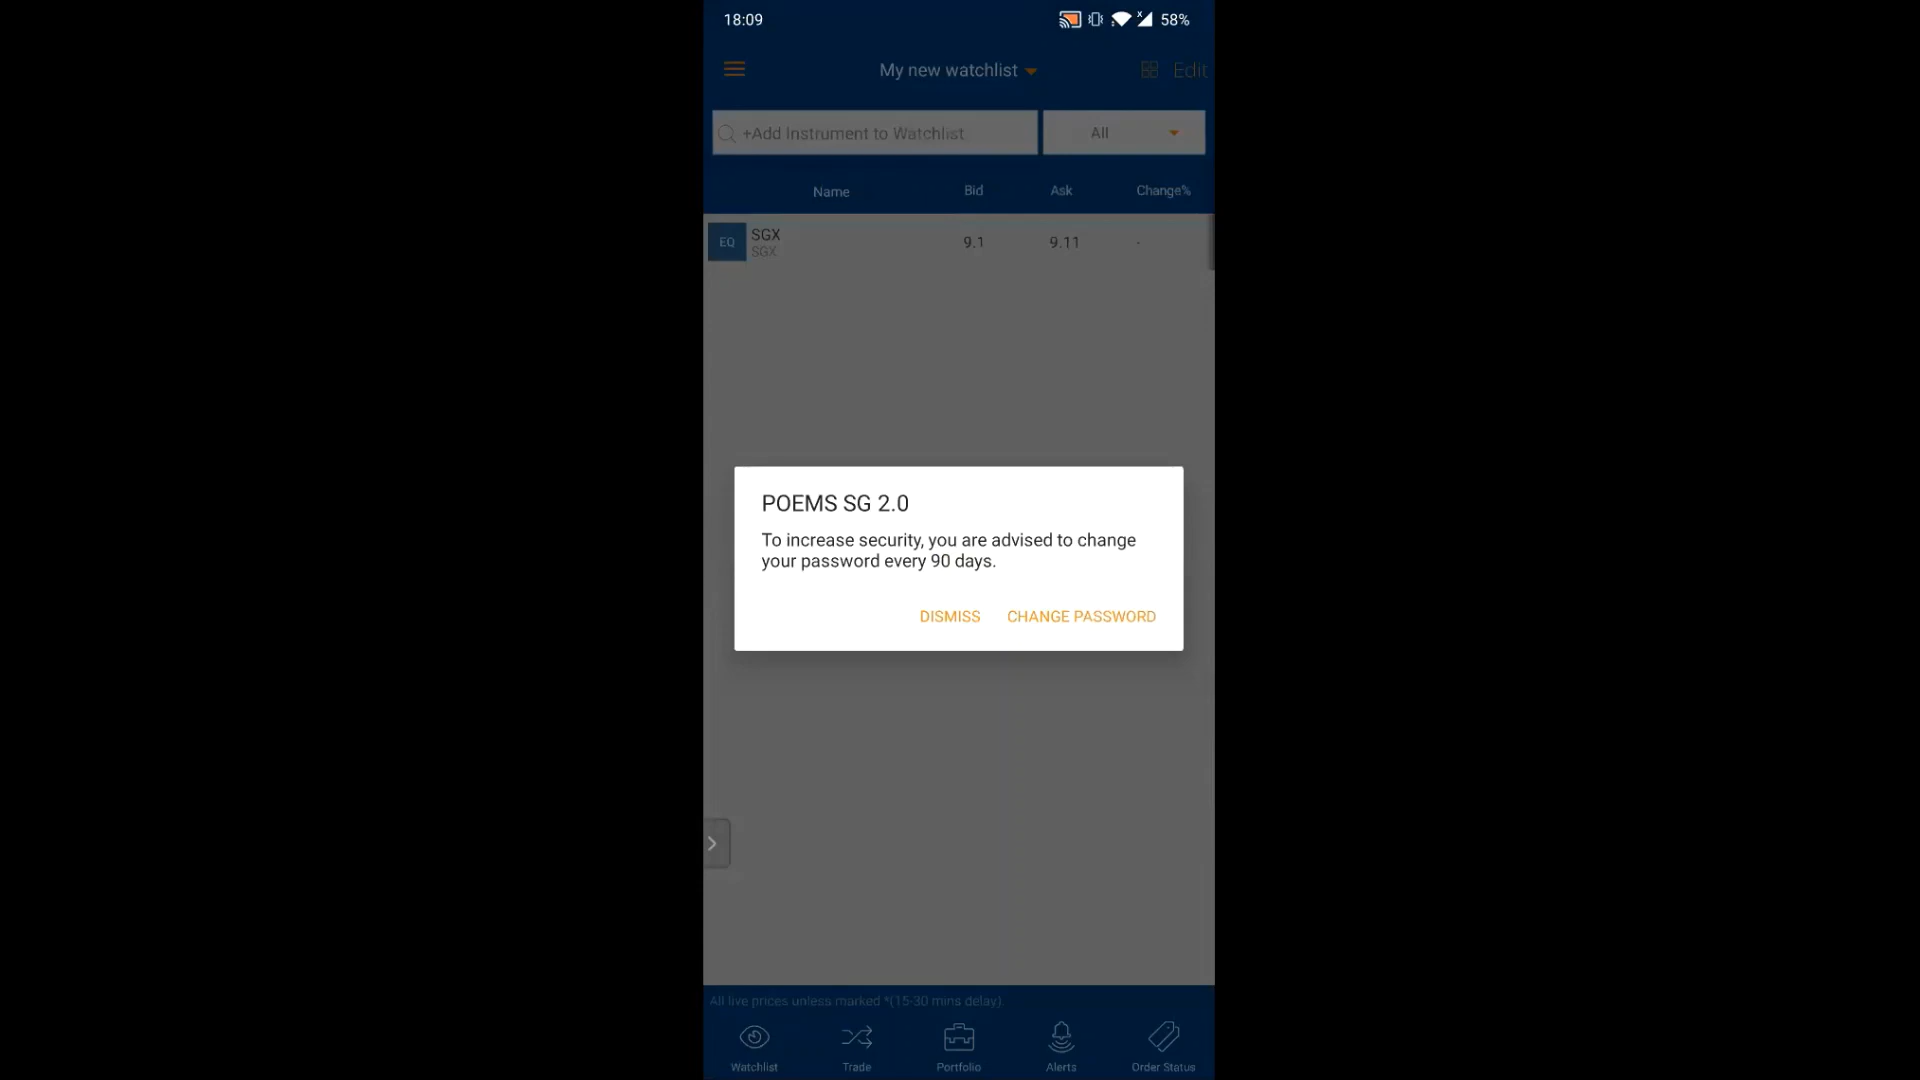 18:09
58%
My new watchlist
Edit
+Add Instrument to Watchlist
All
Name Bid Ask Change%
EQ SGX 9.1 9.11 -
SGX
POEMS SG 2.0
To increase security, you are advised to change
your password every 90 days.
DISMISS CHANGE PASSWORD
All live prices unless marked *(15-30 mins delay).
Watchlist Trade Portfolio Alerts Order Status